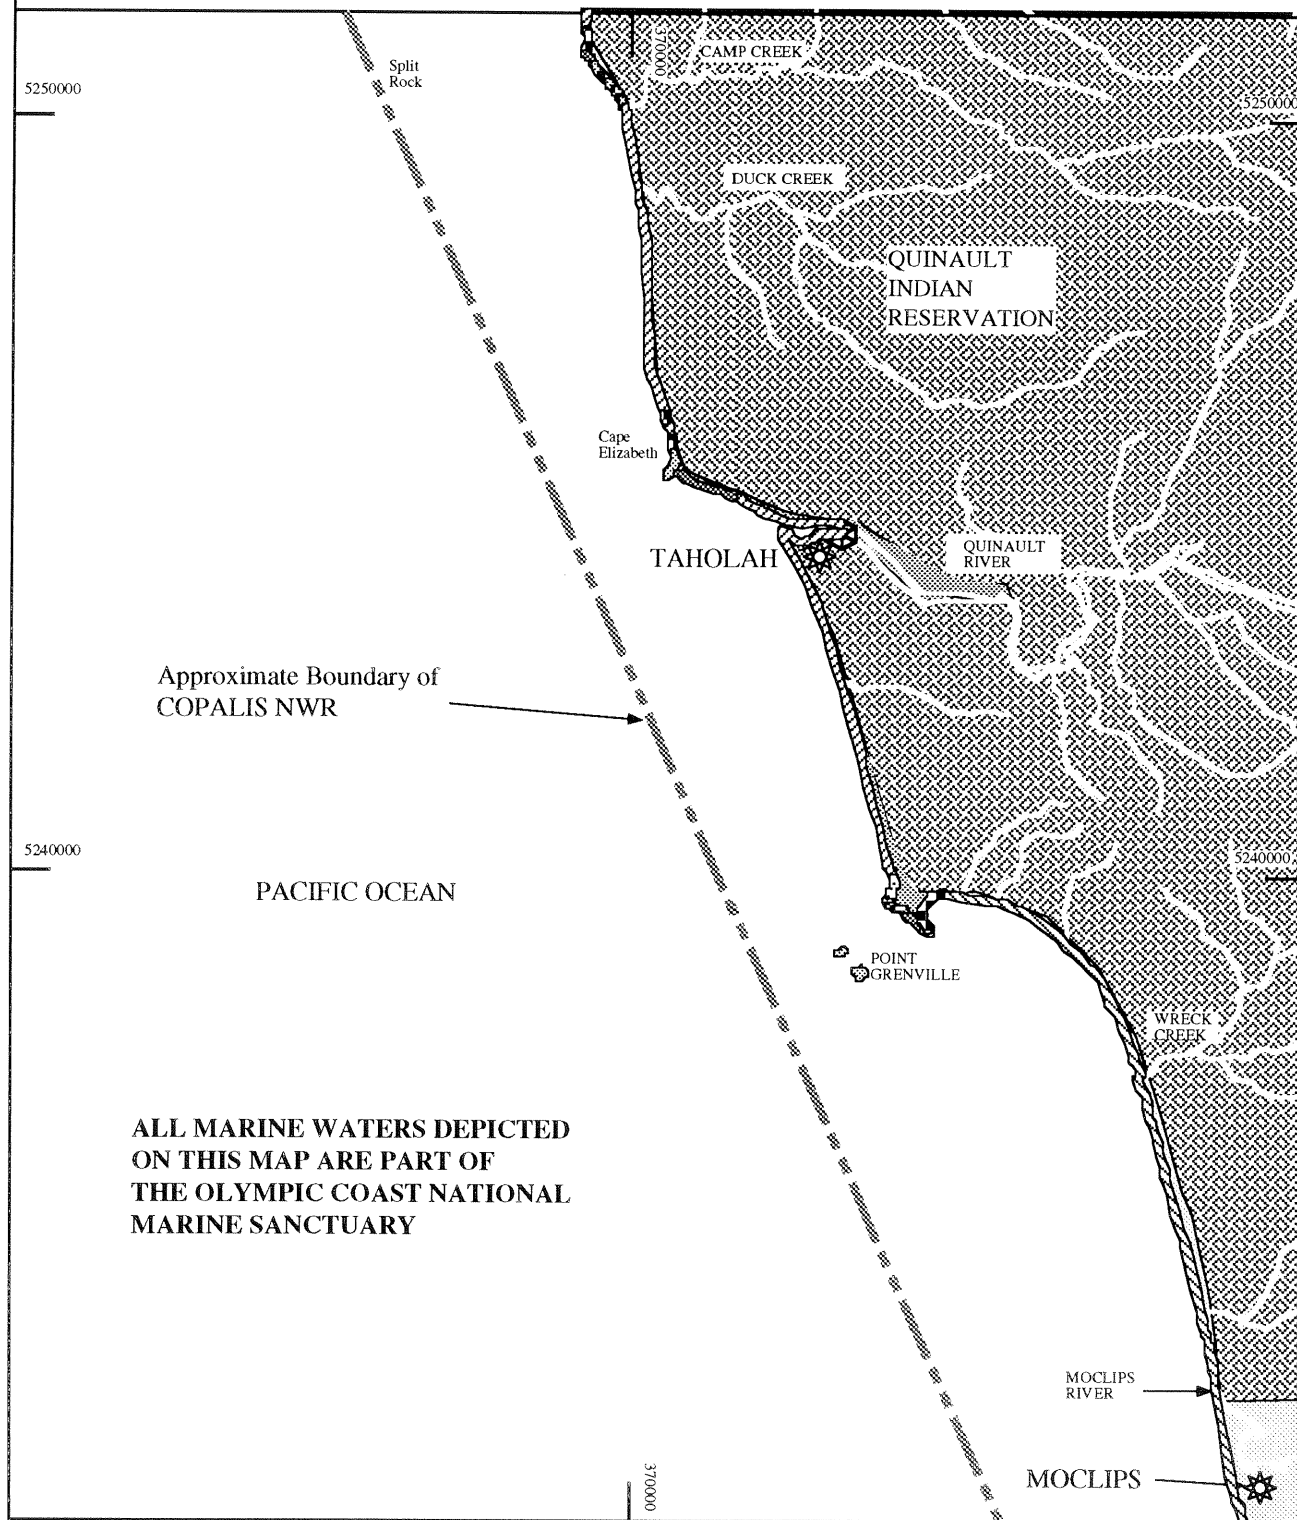 Split
Rock
370000
CAMP CREEK
5250000
5250000
DUCK CREEK
QUINAULT
INDIAN
RESERVATION
Cape
Elizabeth
TAHOLAH
QUINAULT
RIVER
Approximate Boundary of
COPALIS NWR
5240000
5240000
PACIFIC OCEAN
POINT
GRENVILLE
WRECK
CREEK
ALL MARINE WATERS DEPICTED
ON THIS MAP ARE PART OF
THE OLYMPIC COAST NATIONAL
MARINE SANCTUARY
MOCLIPS
RIVER
370000
MOCLIPS